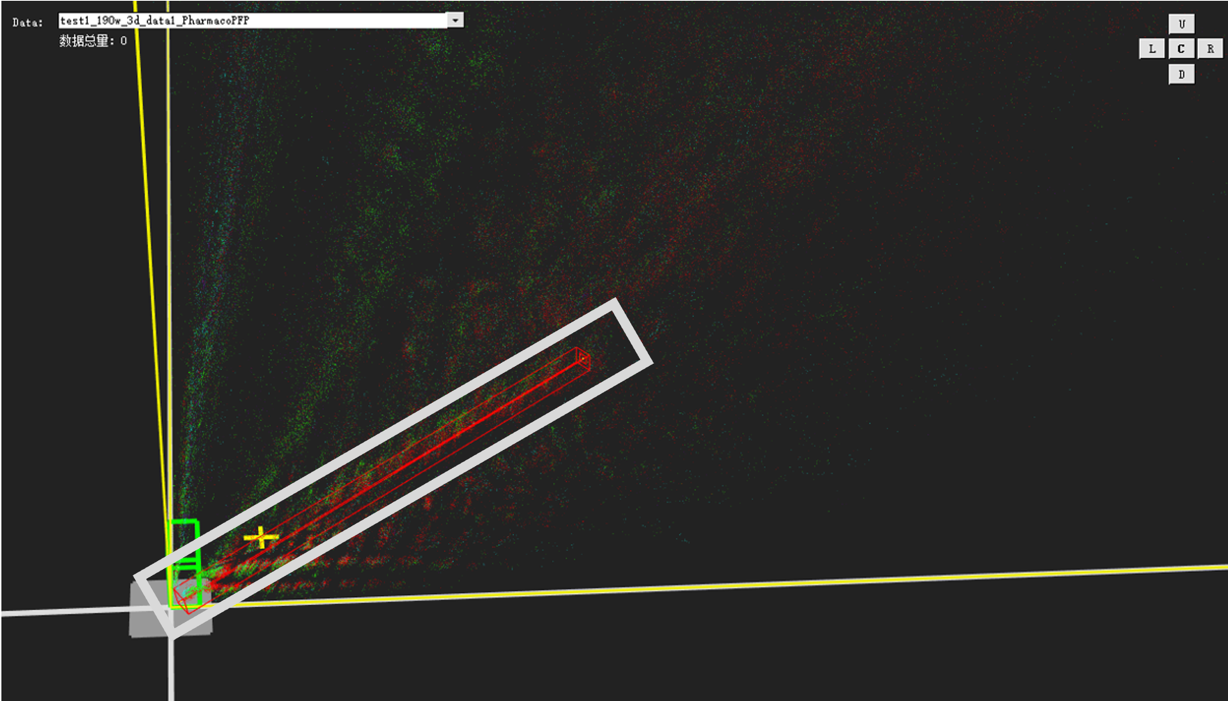 Data: test1_190w_3d_data1_PharmacoPFP
数据总量: 0
U
L C R
D